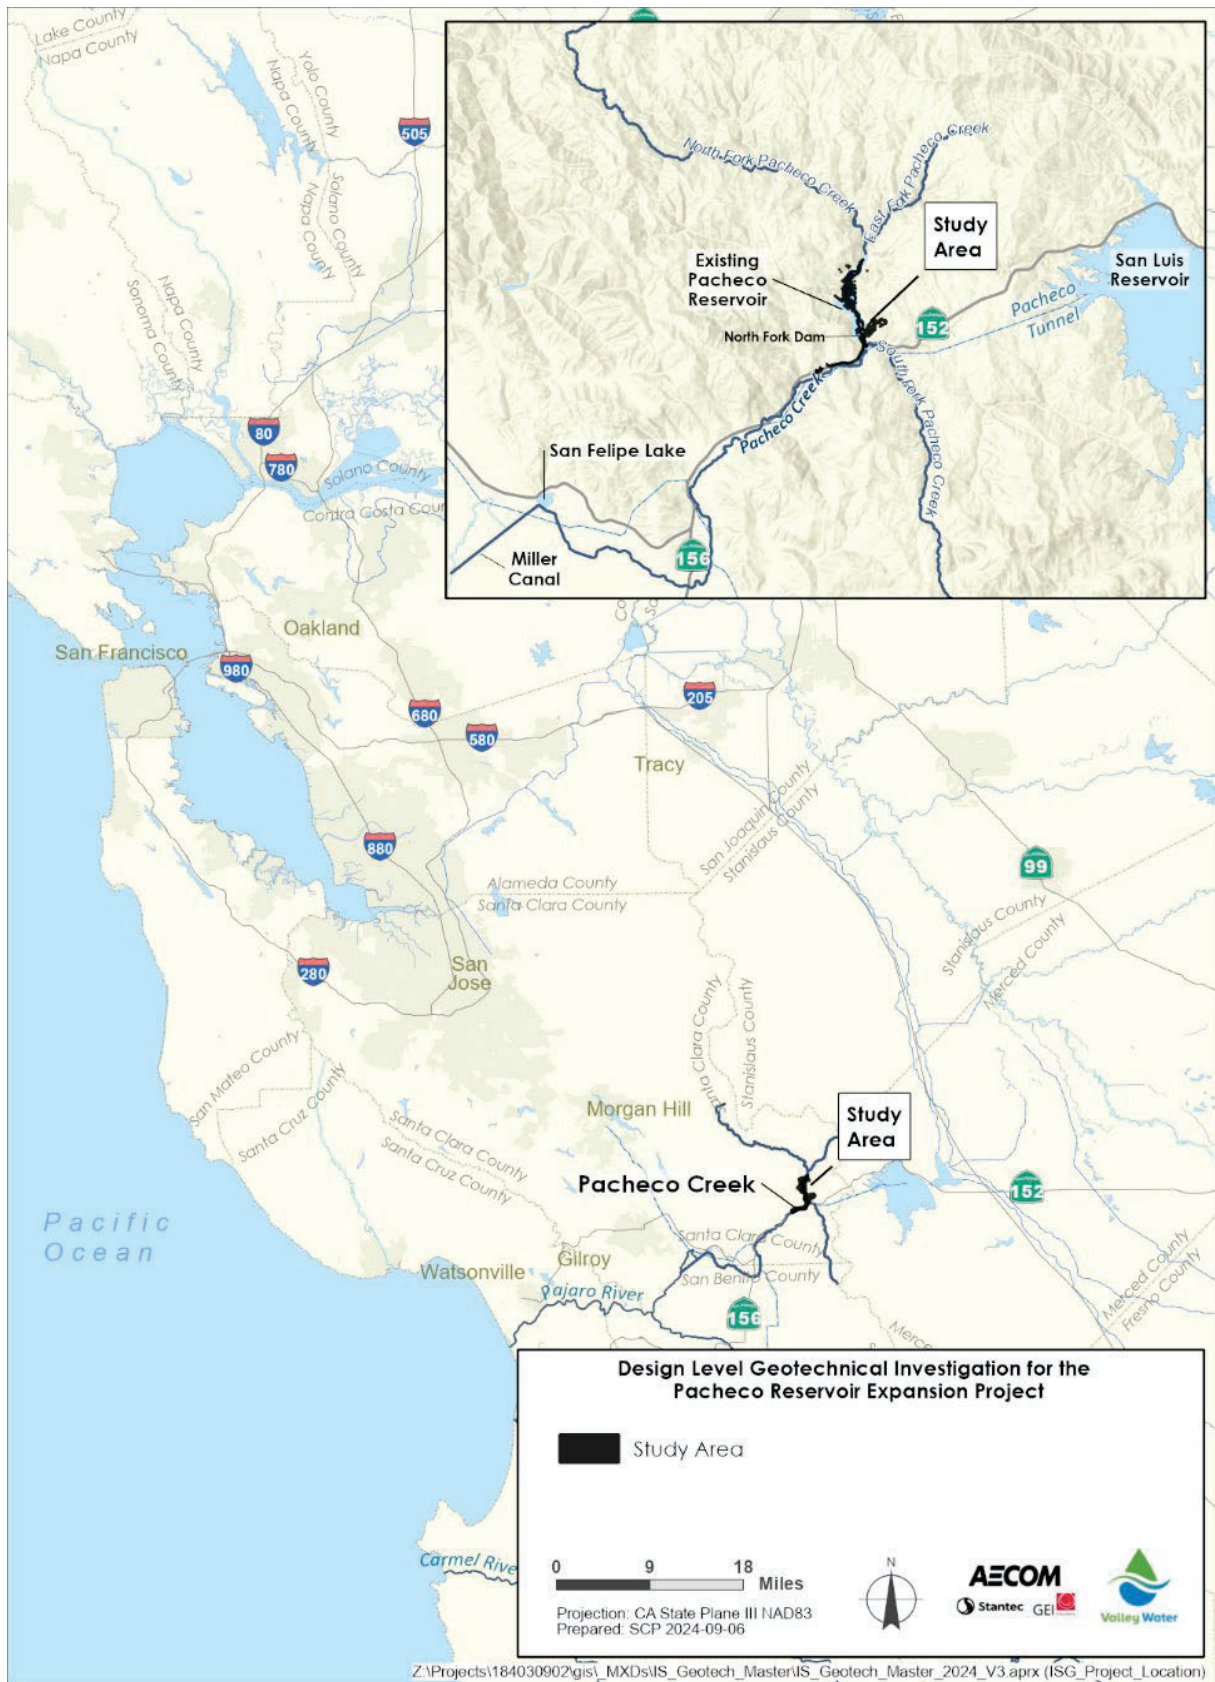 Lake County
Napa County
Yolo County
Napa County
505
Napa County
Solano County
Napa County
Sonoma County
80
780
Solano County
Contra Costa Cour
North Fork Pacheco Creek
East Fork Pacheco Creek
Study
Area
Existing
Pacheco
Reservoir
San Luis
Reservoir
Pacheco
Tunnel
152
North Fork Dam
South Fork Pacheco Creek
Pacheco Creek
San Felipe Lake
Miller
Canal
156
Oakland
San Francisco
980
680
580
205
Tracy
San Joaquin County
Stanislaus County
880
99
Alameda County
Santa Clara County
Stanislaus County
Merced County
San
Jose
280
Santa Clara County
Stanislaus County
San Mateo County
Santa Cruz County
Morgan Hill
Study
Area
Santa Clara County
Santa Cruz County
Pacheco Creek
152
Pacific
Ocean
Santa Clara County
San Benito County
Gilroy
Watsonville
Pajaro River
156
Merced County
Fresno County
Merc
Design Level Geotechnical Investigation for the
Pacheco Reservoir Expansion Project
Study Area
0 9 18
Miles
Projection: CA State Plane III NAD83
Prepared: SCP 2024-09-06
N
AECOM
Stantec GEI
Valley Water
Carmel Rive
Z:\Projects\184030902\gis\_MXDs\IS_Geotech_Master\IS_Geotech_Master_2024_V3.aprx (ISG_Project_Location)